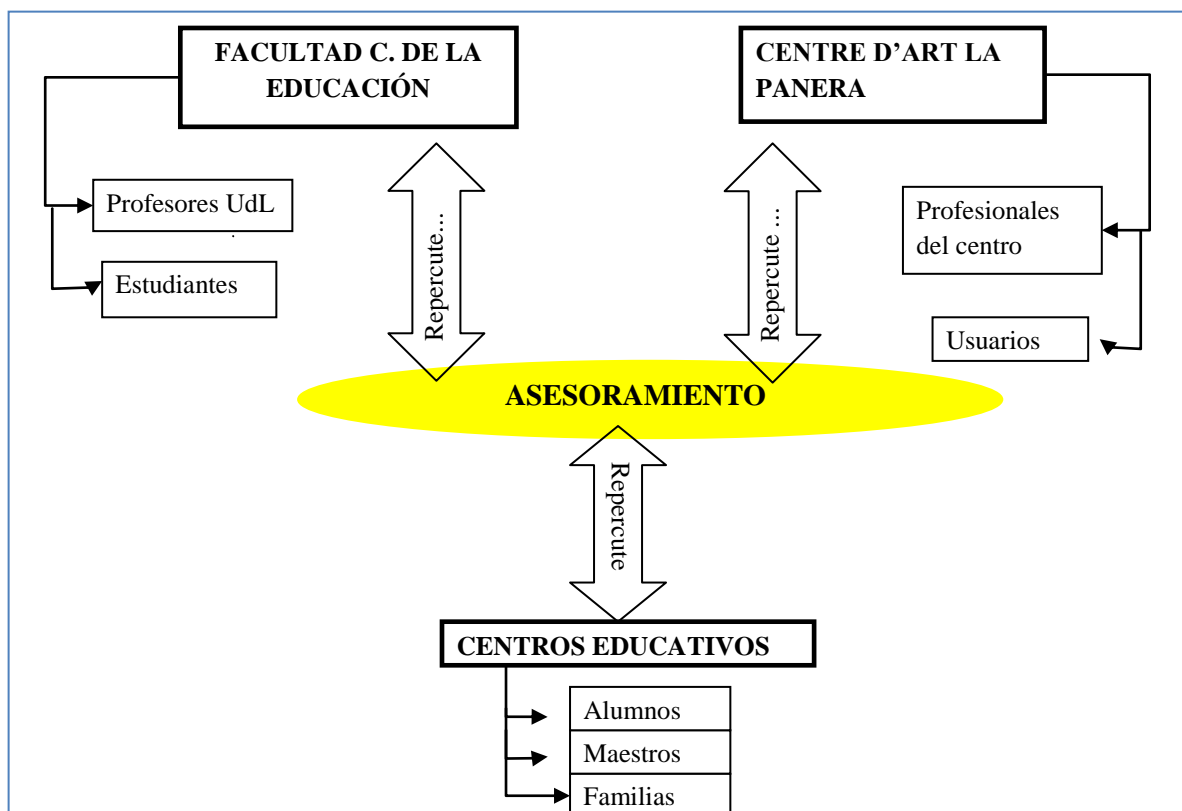 FACULTAD C. DE LA
EDUCACIÓN
CENTRE D’ART LA
PANERA
Profesores UdL
Estudiantes
Repercute...
Repercute ...
Profesionales
del centro
Usuarios
ASESORAMIENTO
Repercute
CENTROS EDUCATIVOS
Alumnos
Maestros
Familias